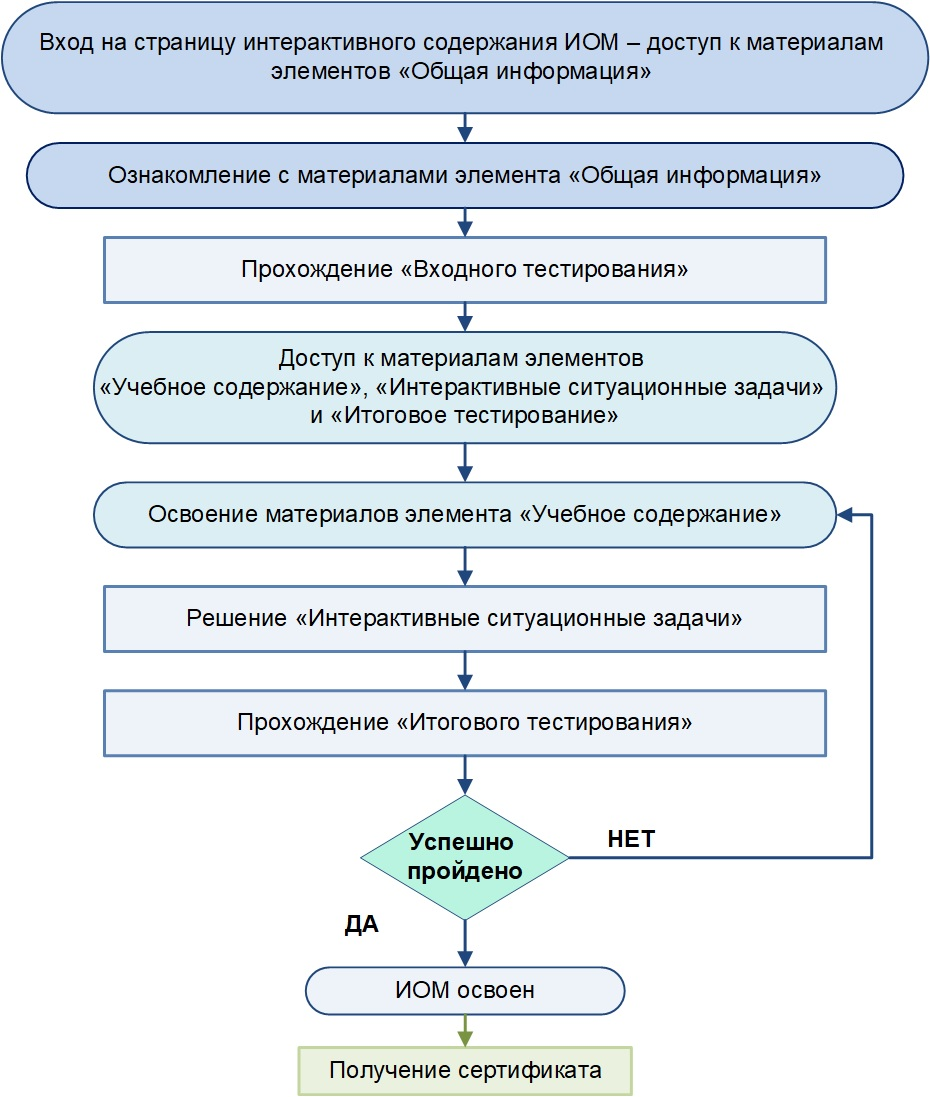 Вход на страницу интерактивного содержания ИОМ – доступ к материалам
элементов «Общая информация»
Ознакомление с материалами элемента «Общая информация»
Прохождение «Входного тестирования»
Доступ к материалам элементов
«Учебное содержание», «Интерактивные ситуационные задачи»
и «Итоговое тестирование»
Освоение материалов элемента «Учебное содержание»
Решение «Интерактивные ситуационные задачи»
Прохождение «Итогового тестирования»
Успешно
пройдено
НЕТ
ДА
ИОМ освоен
Получение сертификата